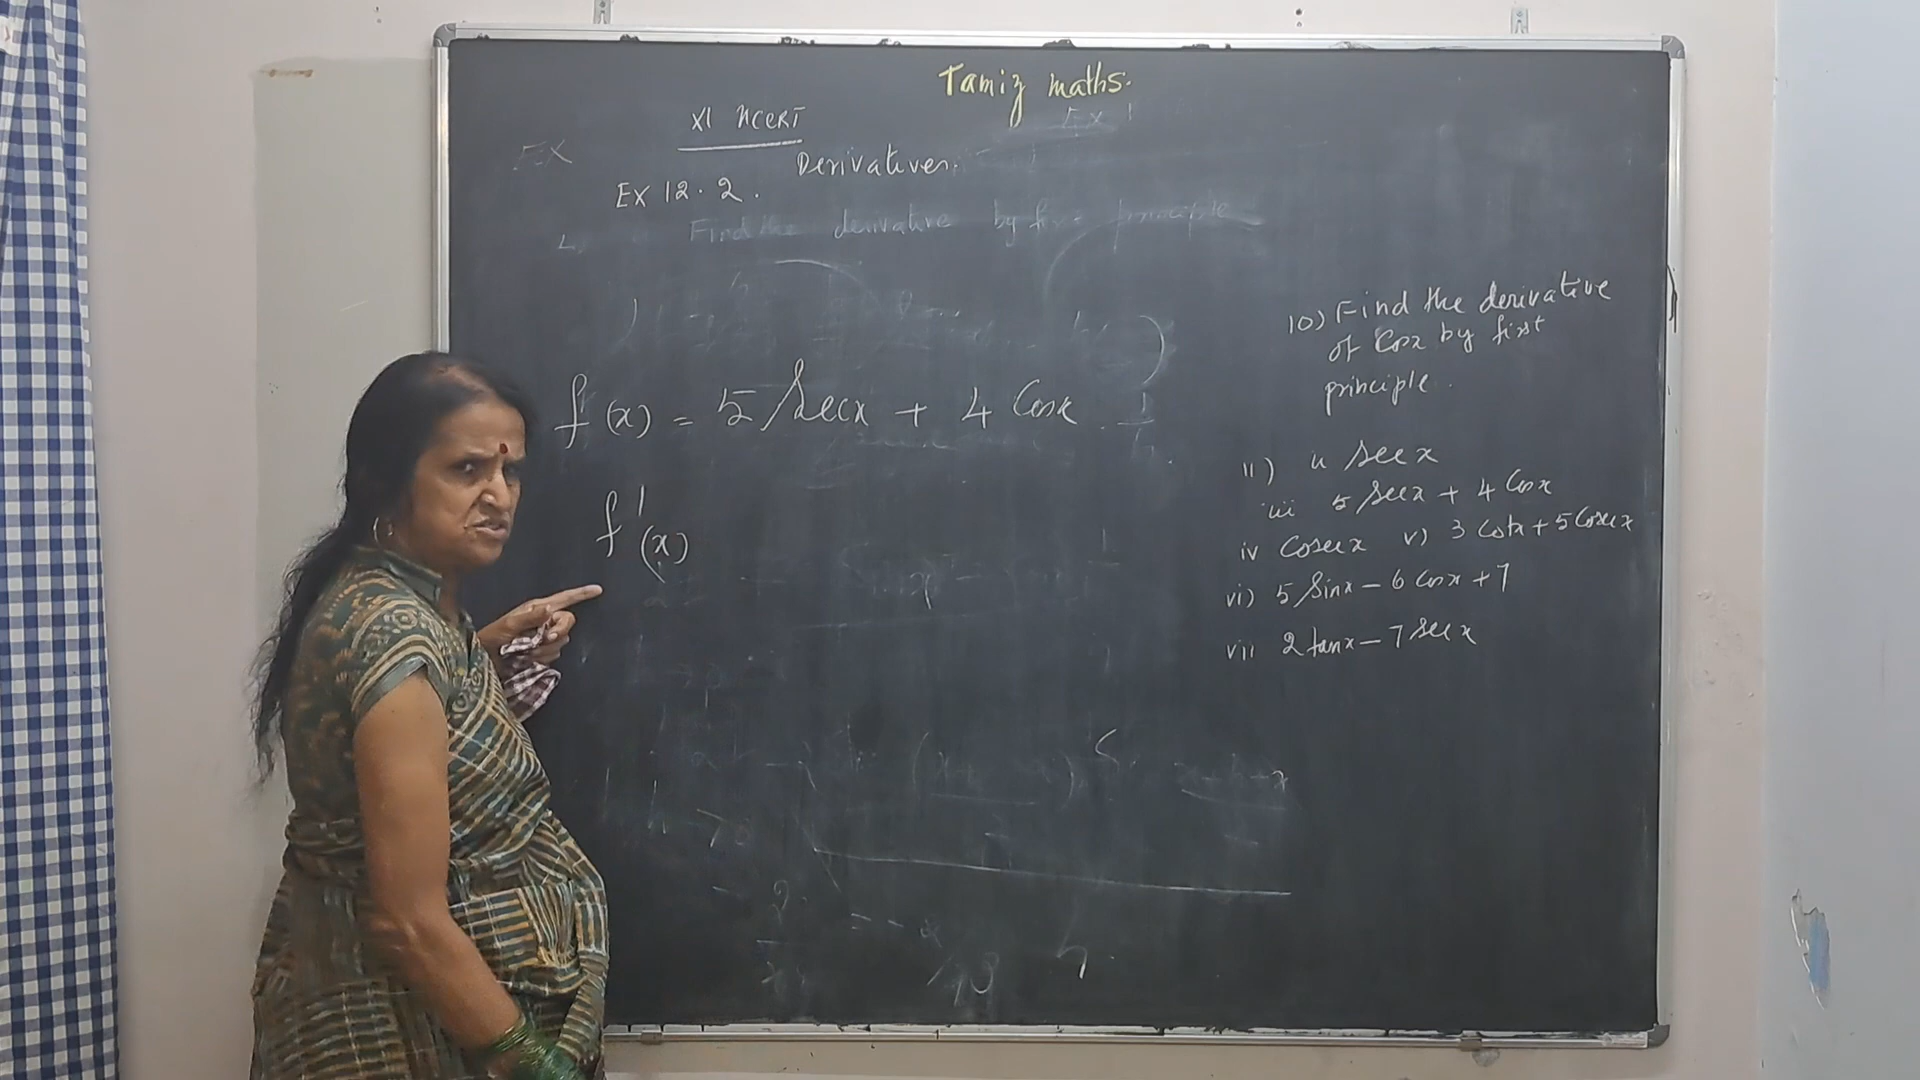 Tamiz maths.
XI NCERT
Derivatives.
Ex 12.2.
Find the derivative by principle
f(x) = 5 Secx + 4 Cosx
f'(x)
10) Find the derivative
of Cosx by first
principle.
11) ii Secx
iii 5 Secx + 4 Cosx
iv Cosecx v) 3 Cotx + 5 Cosecx
vi) 5 Sinx – 6 Cosx + 7
vii 2 tanx – 7 Secx